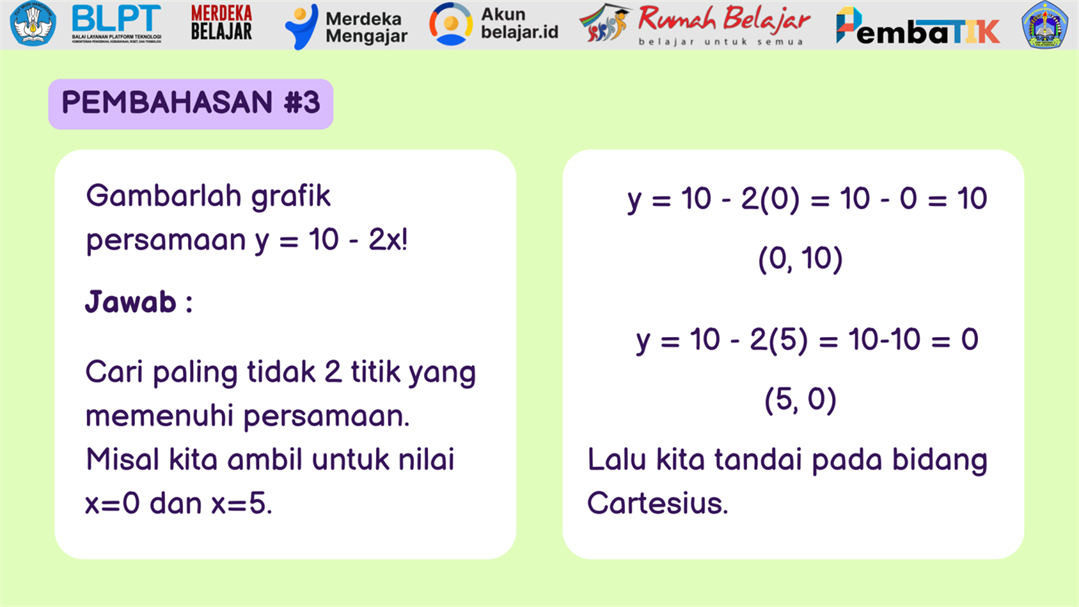 BLPT
BALAI LAYANAN PLATFORM TEKNOLOGI
MERDEKA
BELAJAR
Merdeka
Mengajar
Akun
belajar.id
Rumah Belajar
belajar untuk semua
PembaTIK
PEMBAHASAN #3
Gambarlah grafik
persamaan y = 10 - 2x!
Jawab :
Cari paling tidak 2 titik yang
memenuhi persamaan.
Misal kita ambil untuk nilai
x=0 dan x=5.
y = 10 - 2(0) = 10 - 0 = 10
(0, 10)
y = 10 - 2(5) = 10-10 = 0
(5, 0)
Lalu kita tandai pada bidang
Cartesius.